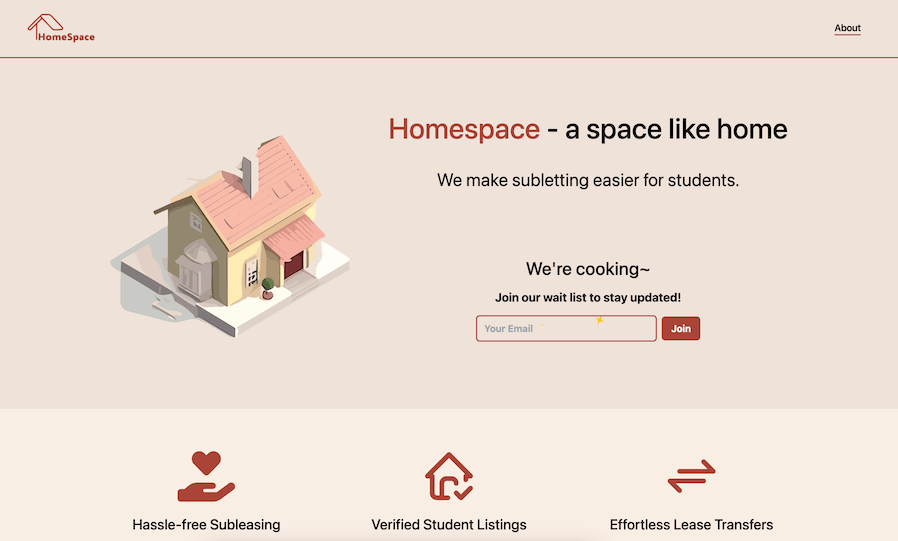 HomeSpace
About
Homespace - a space like home
We make subletting easier for students.
We're cooking~
Join our wait list to stay updated!
Your Email
Join
Hassle-free Subleasing
Verified Student Listings
Effortless Lease Transfers